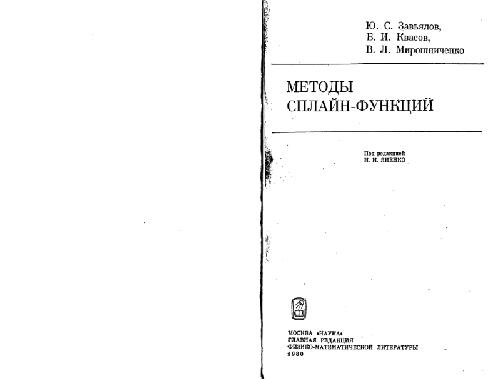 Ю. С. Завьялов,
Б. И. Квасов,
В. Л. Мирошниченко
МЕТОДЫ
СПЛАЙН-ФУНКЦИЙ
Под редакцией
Н. Н. ЯНЕНКО
МОСКВА «НАУКА»
ГЛАВНАЯ РЕДАКЦИЯ
ФИЗИКО-МАТЕМАТИЧЕСКОЙ ЛИТЕРАТУРЫ
1980